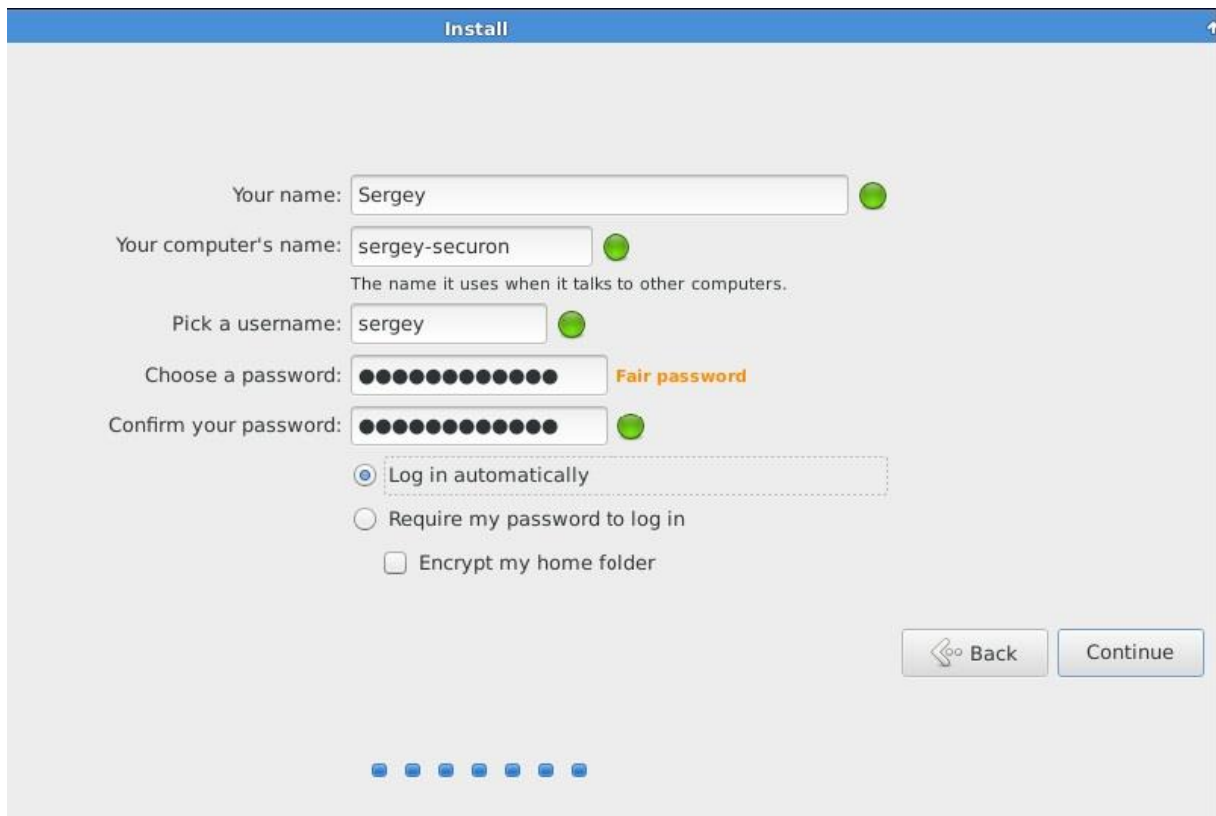 Install
Your name: Sergey
Your computer's name: sergey-securon
The name it uses when it talks to other computers.
Pick a username: sergey
Choose a password: ●●●●●●●●●●●● Fair password
Confirm your password: ●●●●●●●●●●●●
Log in automatically
Require my password to log in
Encrypt my home folder
Back Continue